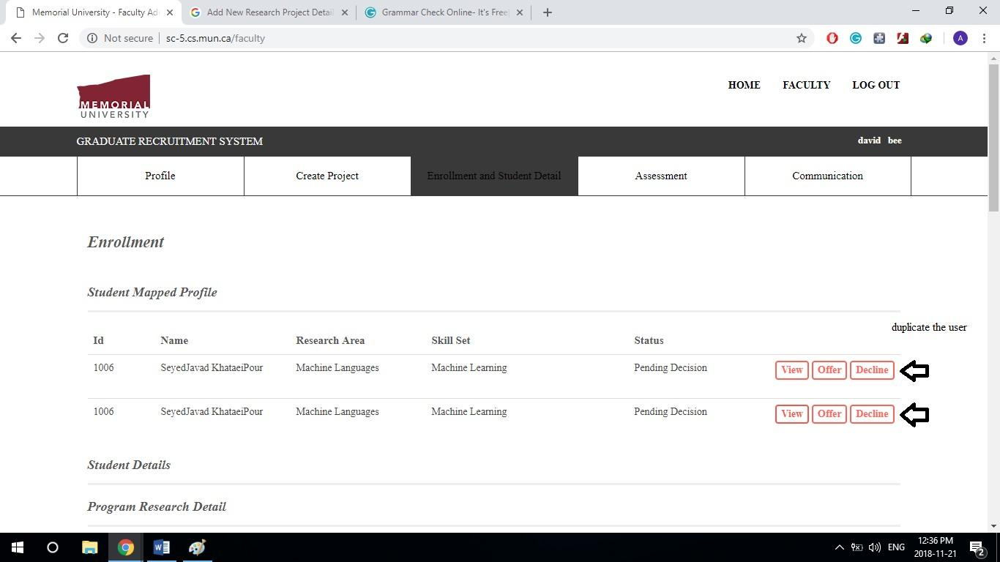 Memorial University - Faculty Ad
Add New Research Project Detail
Grammar Check Online- It's Free
Not secure
sc-5.cs.mun.ca/faculty
A
MEMORIAL
UNIVERSITY
HOME FACULTY LOG OUT
GRADUATE RECRUITMENT SYSTEM
david bee
Profile
Create Project
Enrollment and Student Detail
Assessment
Communication
Enrollment
Student Mapped Profile
duplicate the user
Id Name Research Area Skill Set Status
1006 SeyedJavad KhataeiPour Machine Languages Machine Learning Pending Decision View Offer Decline
1006 SeyedJavad KhataeiPour Machine Languages Machine Learning Pending Decision View Offer Decline
Student Details
Program Research Detail
ENG
12:36 PM
2018-11-21
2